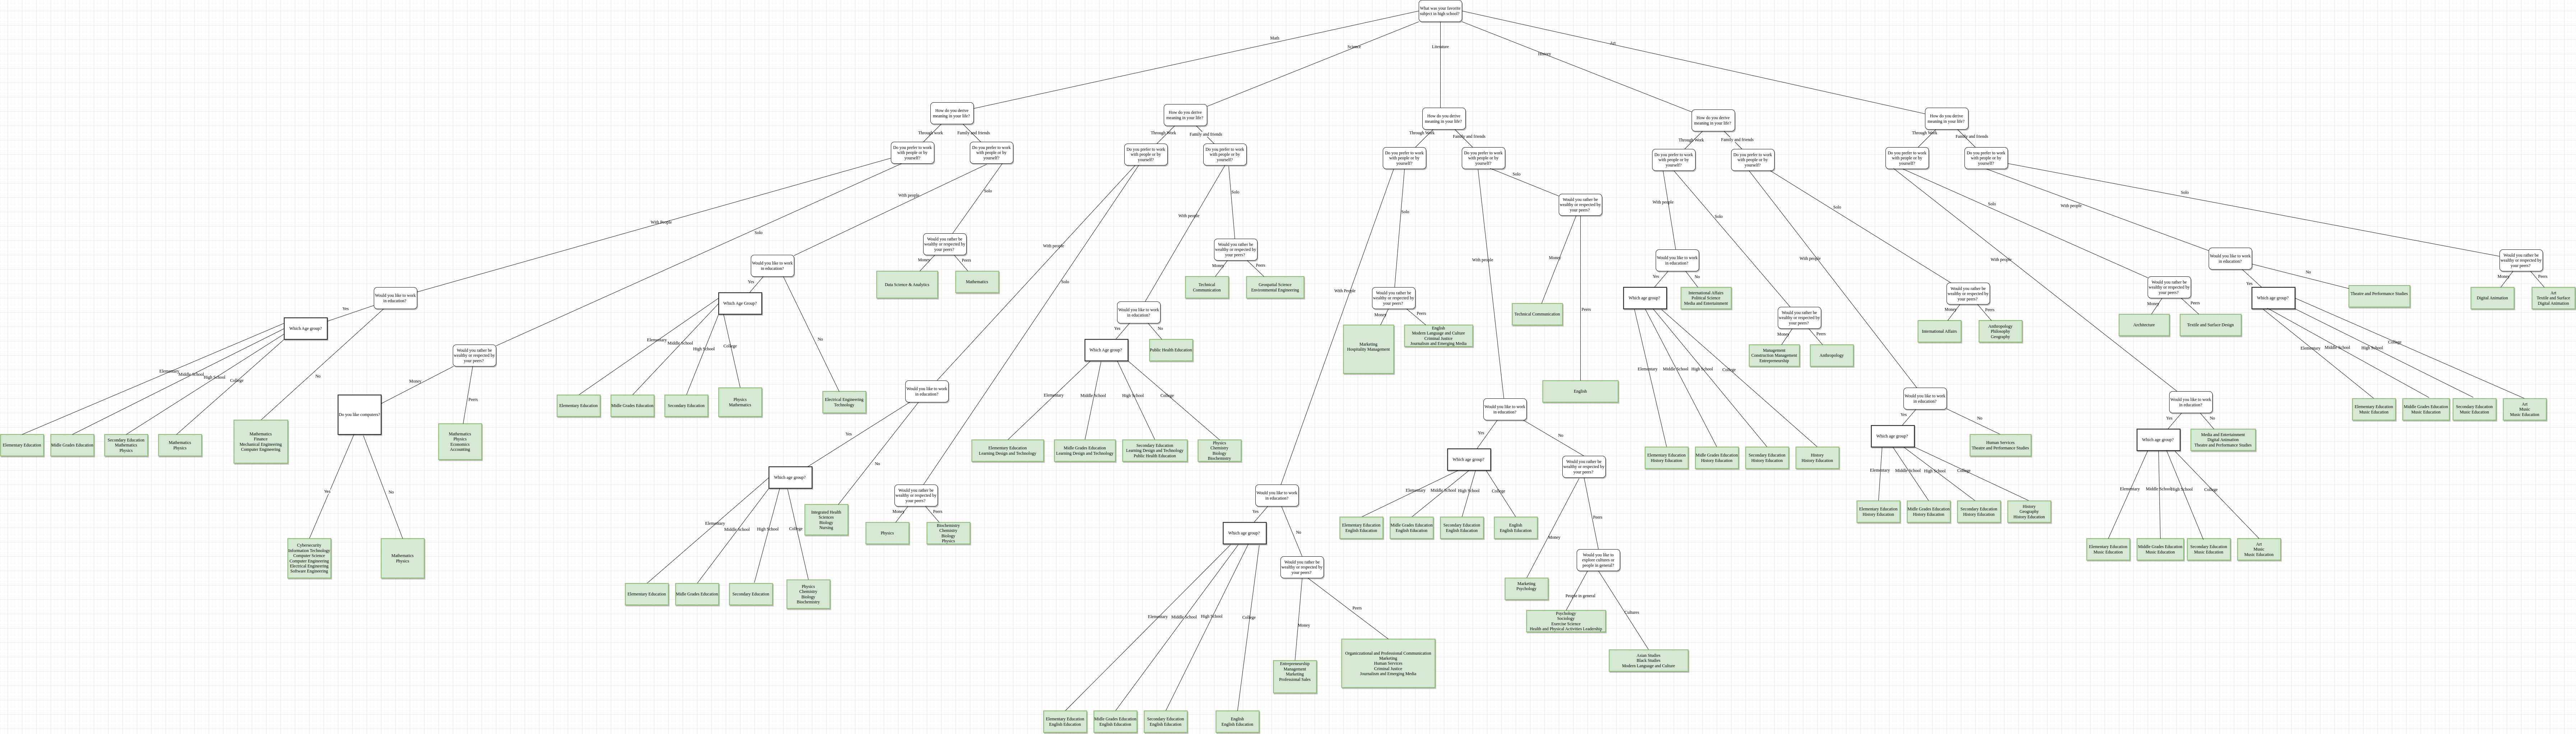 What was your favorite
subject in high school?
Math
Science
Literature
History
Art
How do you derive
meaning in your life?
How do you derive
meaning in your life?
How do you derive
meaning in your life?
How do you derive
meaning in your life?
How do you derive
meaning in your life?
Through work
Family and friends
Through Work
Family and friends
Through Work
Family and friends
Through Work
Family and friends
Through Work
Family and friends
Do you prefer to work
with people or by
yourself?
Do you prefer to work
with people or by
yourself?
Do you prefer to work
with people or by
yourself?
Do you prefer to work
with people or by
yourself?
Do you prefer to work
with people or by
yourself?
Do you prefer to work
with people or by
yourself?
Do you prefer to work
with people or by
yourself?
Do you prefer to work
with people or by
yourself?
Do you prefer to work
with people or by
yourself?
Do you prefer to work
with people or by
yourself?
With People
Solo
Would you like to work
in education?
Yes
No
Which Age group?
Elementary
Middle School
High School
College
Elementary Education
Midle Grades Education
Secondary Education
Mathematics
Physics
Mathematics
Physics
Mathematics
Finance
Mechanical Engineering
Computer Engineering
Would you rather be
wealthy or respected by
your peers?
Money
Peers
Do you like computers?
Yes
No
Cybersecurity
Information Technology
Computer Science
Computer Engineering
Electrical Engineering
Software Engineering
Mathematics
Physics
Mathematics
Physics
Economics
Accounting
With people
Solo
Would you like to work
in education?
Yes
No
Which Age Group?
Elementary
Middle School
High School
College
Elementary Education
Midle Grades Education
Secondary Education
Physics
Mathematics
Electrical Engineering
Technology
Would you rather be
wealthy or respected by
your peers?
Money
Peers
Data Science & Analytics
Mathematics
With people
Solo
Would you like to work
in education?
Yes
No
Which age group?
Elementary
Middle School
High School
College
Elementary Education
Midle Grades Education
Secondary Education
Physics
Chemistry
Biology
Biochemistry
Integrated Health
Sciences
Biology
Nursing
Would you rather be
wealthy or respected by
your peers?
Money
Peers
Physics
Biochemistry
Chemistry
Biology
Physics
With people
Solo
Would you like to work
in education?
Yes
No
Which Age group?
Elementary
Middle School
High School
College
Elementary Education
Learning Design and Technology
Midle Grades Education
Learning Design and Technology
Secondary Education
Learning Design and Technology
Public Health Education
Physics
Chemistry
Biology
Biochemistry
Public Health Education
Would you rather be
wealthy or respected by
your peers?
Money
Peers
Technical
Communication
Geospatial Science
Environmental Engineering
With People
Solo
Would you like to work
in education?
Yes
No
Which age group?
Elementary
Middle School
High School
College
Elementary Education
English Education
Midle Grades Education
English Education
Secondary Education
English Education
English
English Education
Would you rather be
wealthy or respected by
your peers?
Money
Peers
Entrepreneurship
Management
Marketing
Professional Sales
Organizational and Professional Communication
Marketing
Human Services
Criminal Justice
Journalism and Emerging Media
Would you rather be
wealthy or respected by
your peers?
Money
Peers
Marketing
Hospitality Management
English
Modern Language and Culture
Criminal Justice
Journalism and Emerging Media
With people
Solo
Would you like to work
in education?
Yes
No
Which age group?
Elementary
Middle School
High School
College
Elementary Education
English Education
Midle Grades Education
English Education
Secondary Education
English Education
English
English Education
Would you rather be
wealthy or respected by
your peers?
Money
Peers
Marketing
Psychology
Would you like to
explore cultures or
people in general?
People in general
Cultures
Psychology
Sociology
Exercise Science
Health and Physical Activities Leadership
Asian Studies
Black Studies
Modern Language and Culture
Would you rather be
wealthy or respected by
your peers?
Money
Peers
Technical Communication
English
With people
Solo
Would you like to work
in education?
Yes
No
Which age group?
Elementary
Middle School
High School
College
Elementary Education
History Education
Midle Grades Education
History Education
Secondary Education
History Education
History
History Education
International Affairs
Political Science
Media and Entertainment
Would you rather be
wealthy or respected by
your peers?
Money
Peers
Management
Construction Management
Entrepreneurship
Anthropology
With people
Solo
Would you like to work
in education?
Yes
No
Which age group?
Elementary
Middle School
High School
College
Elementary Education
History Education
Midle Grades Education
History Education
Secondary Education
History Education
History
Geography
History Education
Human Services
Theatre and Performance Studies
Would you rather be
wealthy or respected by
your peers?
Money
Peers
International Affairs
Anthropology
Philosophy
Geography
With people
Solo
Would you like to work
in education?
Yes
No
Which age group?
Elementary
Middle School
High School
College
Elementary Education
Music Education
Middle Grades Education
Music Education
Secondary Education
Music Education
Art
Music
Music Education
Media and Entertainment
Digital Animation
Theatre and Performance Studies
Would you rather be
wealthy or respected by
your peers?
Money
Peers
Architecture
Textile and Surface Design
With people
Solo
Would you like to work
in education?
Yes
No
Which age group?
Elementary
Middle School
High School
College
Elementary Education
Music Education
Middle Grades Education
Music Education
Secondary Education
Music Education
Art
Music
Music Education
Theatre and Performance Studies
Would you rather be
wealthy or respected by
your peers?
Money
Peers
Digital Animation
Art
Textile and Surface
Digital Animation